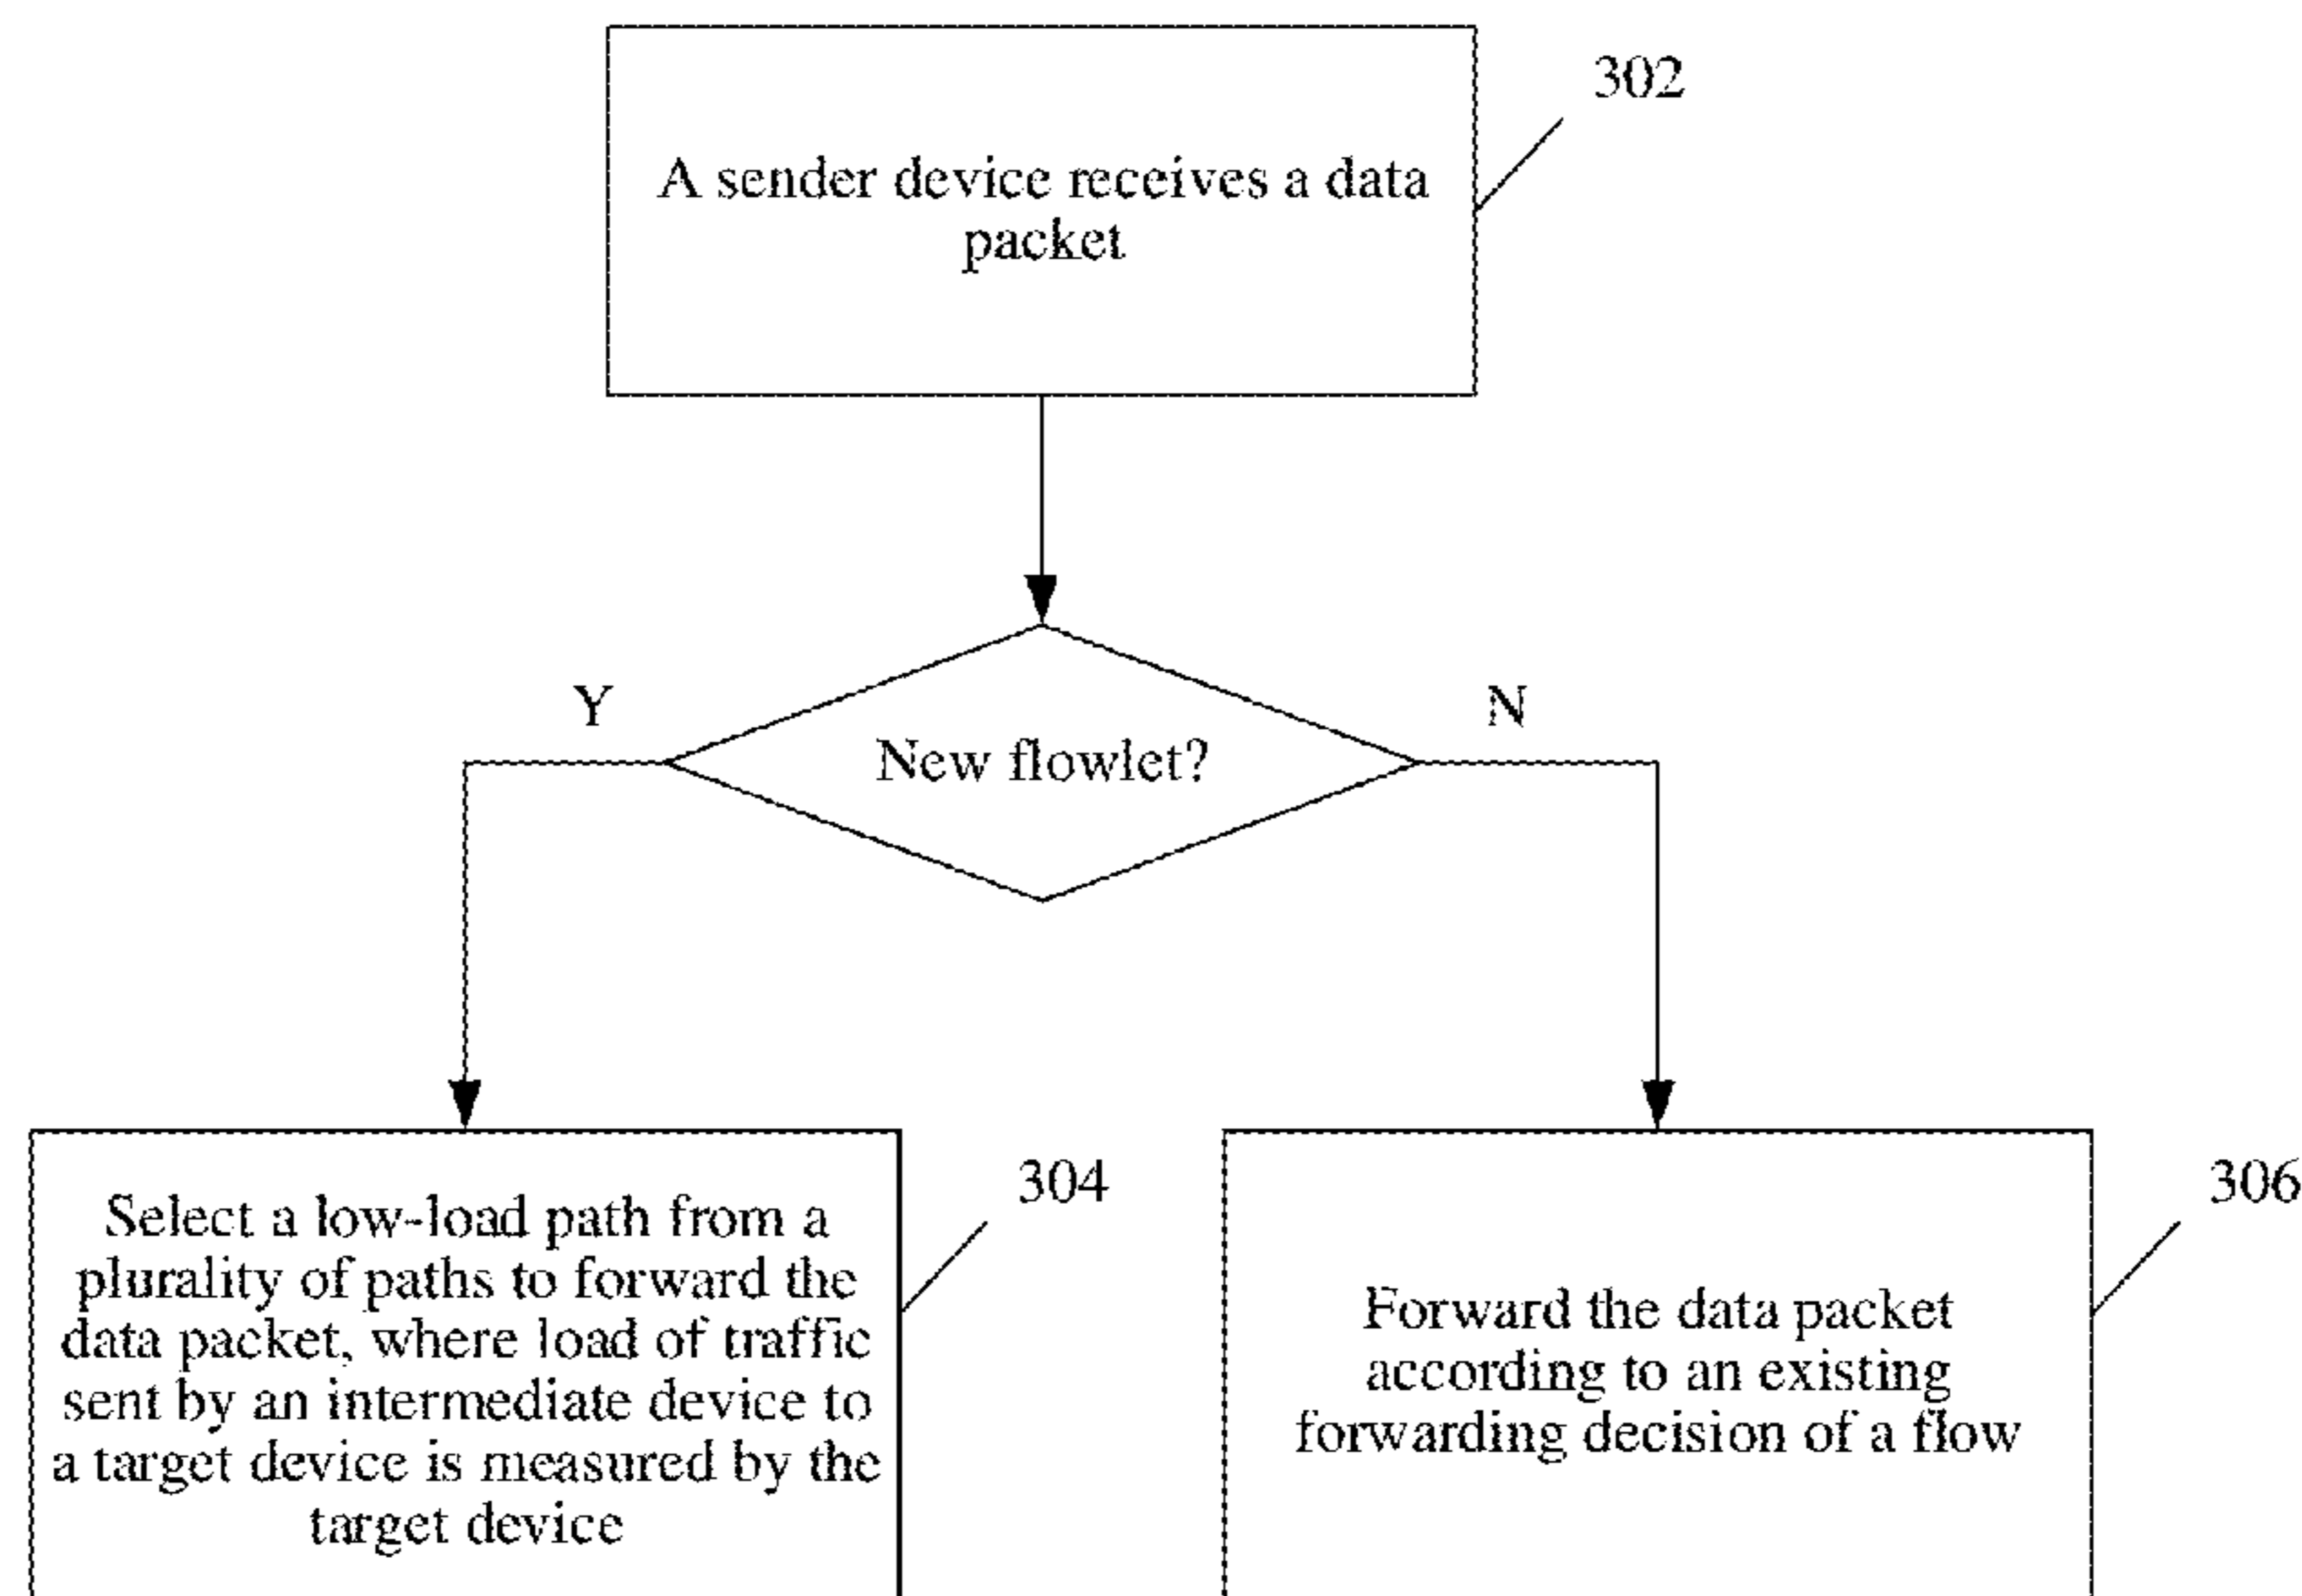 302
A sender device receives a data
packet
Y
N
New flowlet?
304
306
Select a low-load path from a
plurality of paths to forward the
data packet, where load of traffic
sent by an intermediate device to
a target device is measured by the
target device
Forward the data packet
according to an existing
forwarding decision of a flow